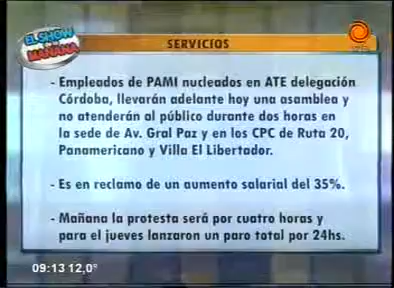 EL SHOW
de la
MAÑANA
SERVICIOS
- Empleados de PAMI nucleados en ATE delegación
Córdoba, llevarán adelante hoy una asamblea y
no atenderán al público durante dos horas en
la sede de Av. Gral Paz y en los CPC de Ruta 20,
Panamericano y Villa El Libertador.
- Es en reclamo de un aumento salarial del 35%.
- Mañana la protesta será por cuatro horas y
para el jueves lanzaron un paro total por 24hs.
09:13 12,0°